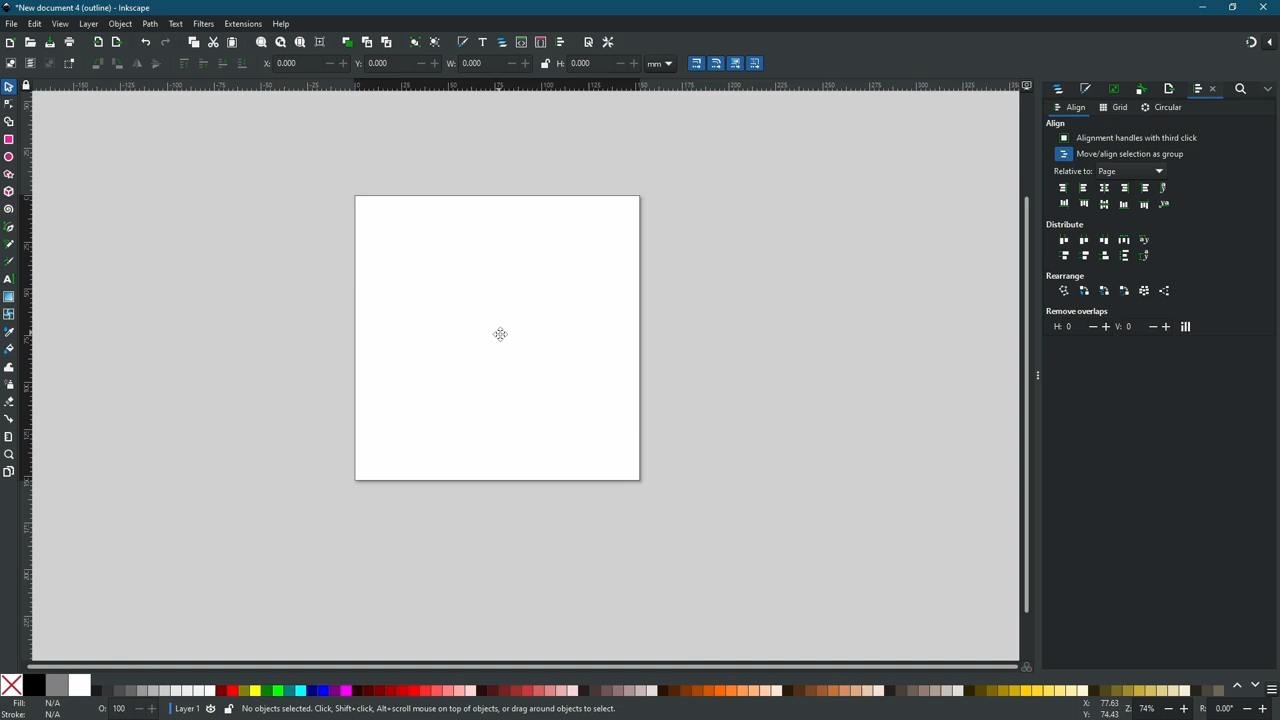 *New document 4 (outline) - Inkscape
File Edit View Layer Object Path Text Filters Extensions Help
X: 0.000 Y: 0.000 W: 0.000 H: 0.000 mm
Align Grid Circular
Align
Alignment handles with third click
Move/align selection as group
Relative to: Page
Distribute
Rearrange
Remove overlaps
H: 0 V: 0
Fill: N/A
Stroke: N/A
O: 100
Layer 1
No objects selected. Click, Shift+click, Alt+scroll mouse on top of objects, or drag around objects to select.
X: 77.63
Y: 74.43
Z: 74%
R: 0.00°